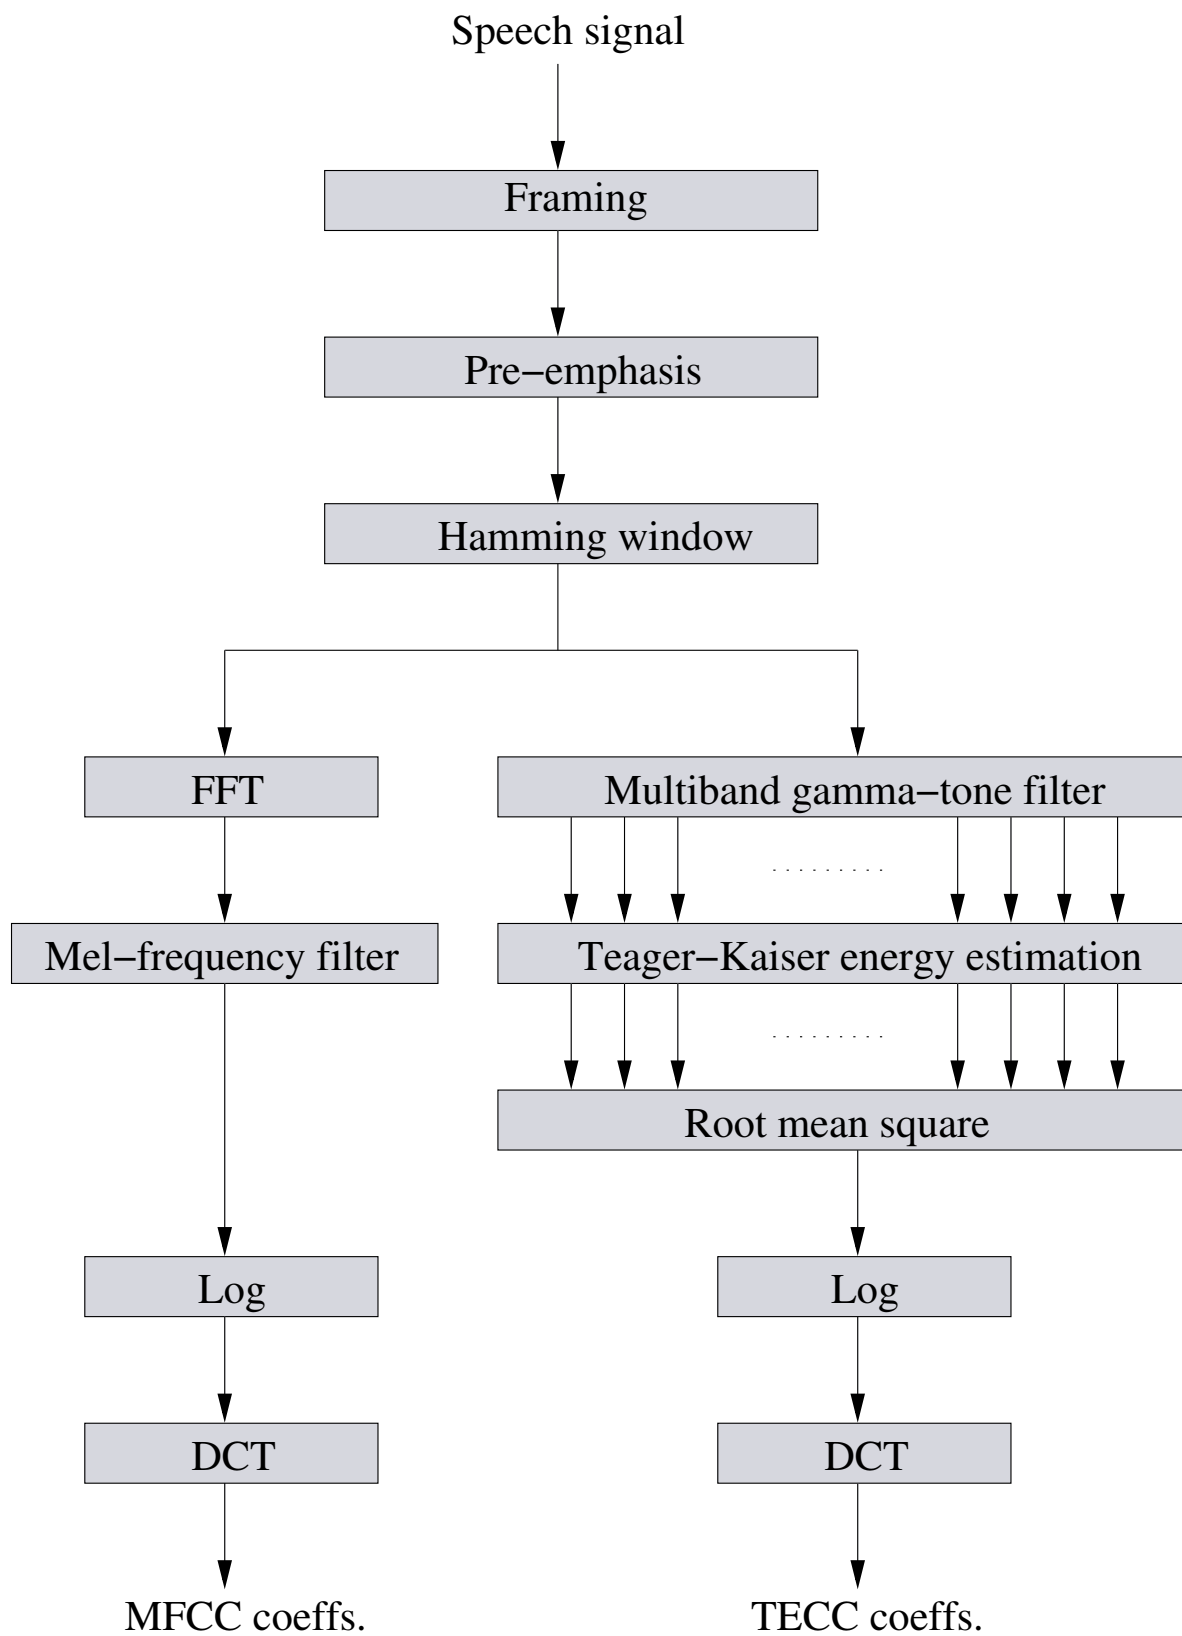 Speech signal
Framing
Pre−emphasis
Hamming window
FFT
Multiband gamma−tone filter
Mel−frequency filter
Teager−Kaiser energy estimation
Root mean square
Log
Log
DCT
DCT
MFCC coeffs.
TECC coeffs.